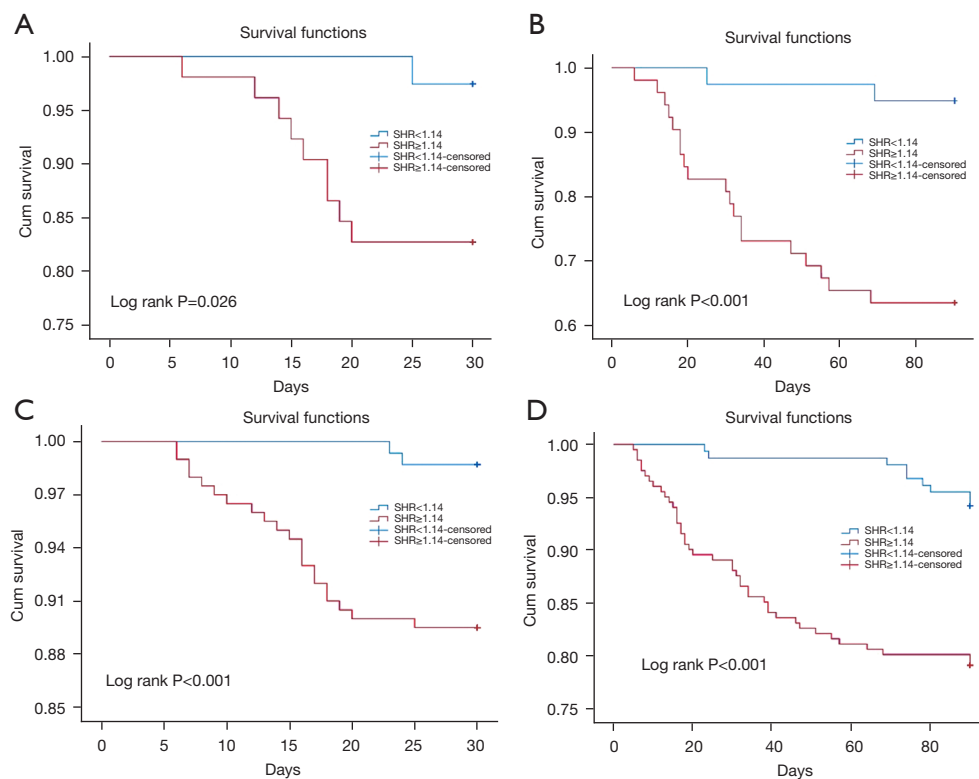 A
Survival functions
1.00
0.95
0.90
0.85
0.80
0.75
Cum survival
SHR<1.14
SHR≥1.14
SHR<1.14-censored
SHR≥1.14-censored
Log rank P=0.026
0 5 10 15 20 25 30
Days
B
Survival functions
1.0
0.9
0.8
0.7
0.6
Cum survival
SHR<1.14
SHR≥1.14
SHR<1.14-censored
SHR≥1.14-censored
Log rank P<0.001
0 20 40 60 80
Days
C
Survival functions
1.00
0.97
0.94
0.91
0.88
0.85
Cum survival
SHR<1.14
SHR≥1.14
SHR<1.14-censored
SHR≥1.14-censored
Log rank P<0.001
0 5 10 15 20 25 30
Days
D
Survival functions
1.00
0.95
0.90
0.85
0.80
0.75
Cum survival
SHR<1.14
SHR≥1.14
SHR<1.14-censored
SHR≥1.14-censored
Log rank P<0.001
0 20 40 60 80
Days